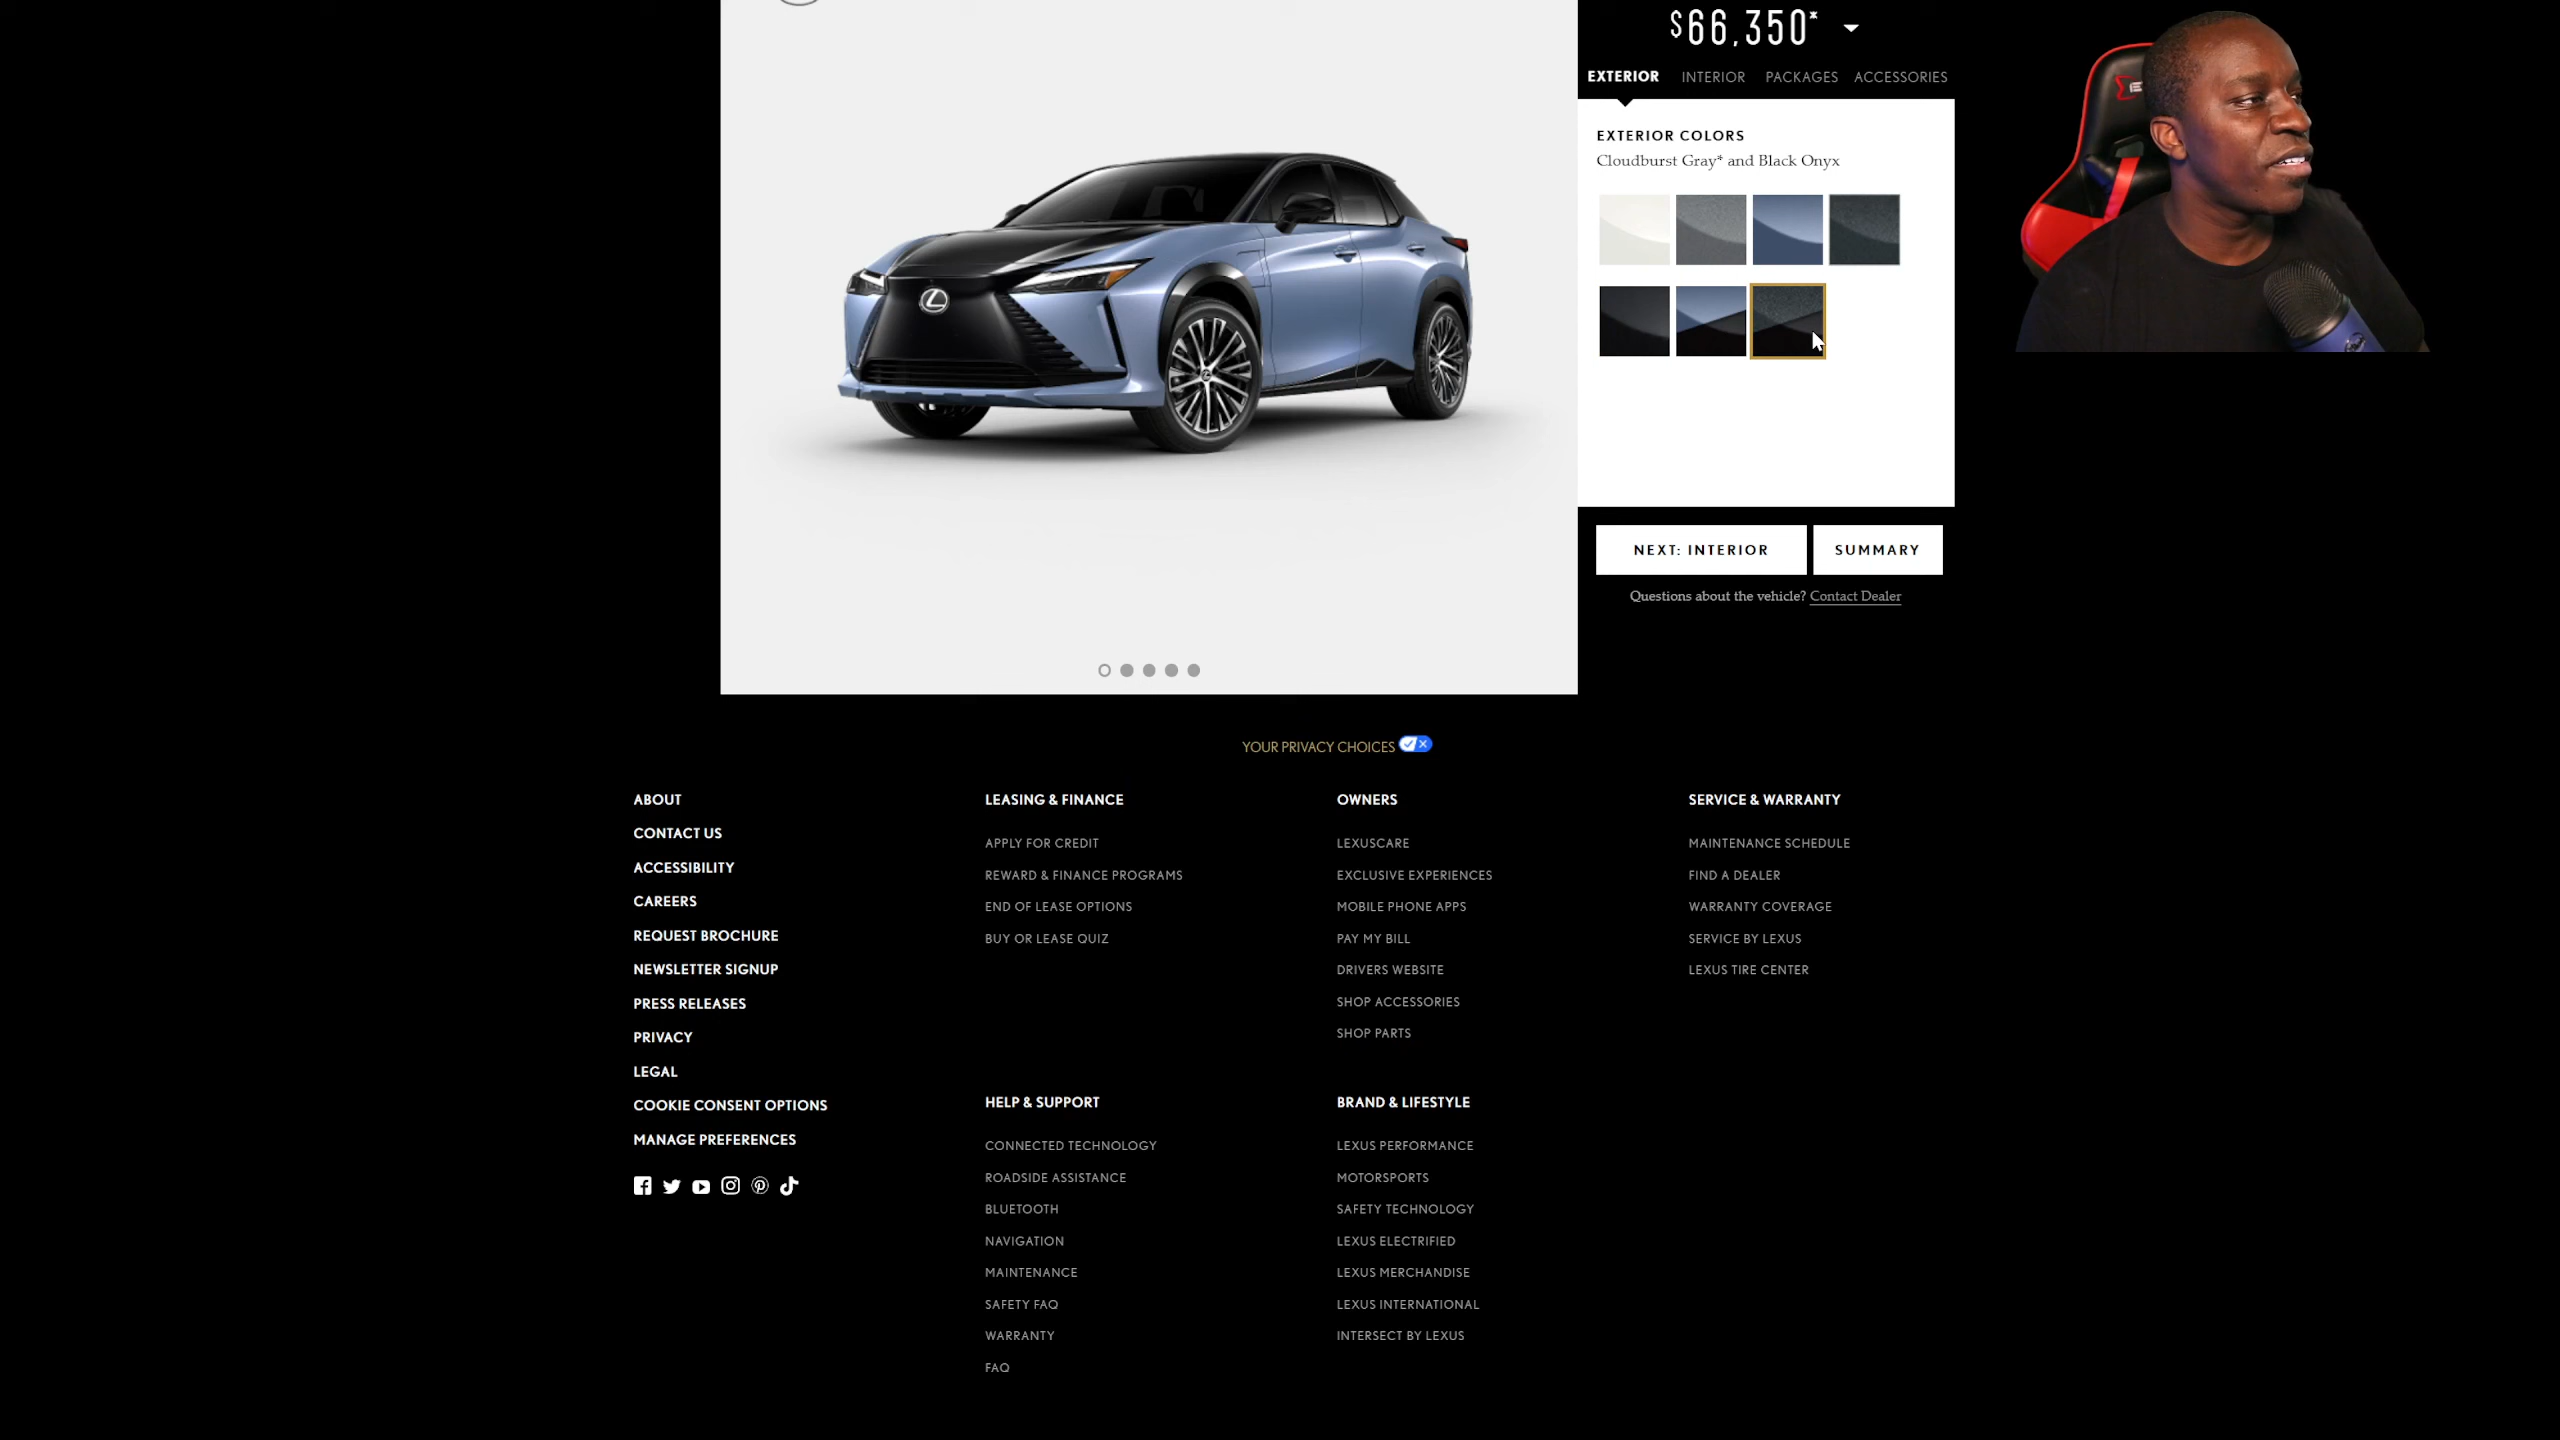 $66,350*
EXTERIOR INTERIOR PACKAGES ACCESSORIES
EXTERIOR COLORS
Cloudburst Gray* and Black Onyx
NEXT: INTERIOR SUMMARY
Questions about the vehicle? Contact Dealer
YOUR PRIVACY CHOICES
ABOUT
CONTACT US
ACCESSIBILITY
CAREERS
REQUEST BROCHURE
NEWSLETTER SIGNUP
PRESS RELEASES
PRIVACY
LEGAL
COOKIE CONSENT OPTIONS
MANAGE PREFERENCES
LEASING & FINANCE
APPLY FOR CREDIT
REWARD & FINANCE PROGRAMS
END OF LEASE OPTIONS
BUY OR LEASE QUIZ
HELP & SUPPORT
CONNECTED TECHNOLOGY
ROADSIDE ASSISTANCE
BLUETOOTH
NAVIGATION
MAINTENANCE
SAFETY FAQ
WARRANTY
FAQ
OWNERS
LEXUSCARE
EXCLUSIVE EXPERIENCES
MOBILE PHONE APPS
PAY MY BILL
DRIVERS WEBSITE
SHOP ACCESSORIES
SHOP PARTS
BRAND & LIFESTYLE
LEXUS PERFORMANCE
MOTORSPORTS
SAFETY TECHNOLOGY
LEXUS ELECTRIFIED
LEXUS MERCHANDISE
LEXUS INTERNATIONAL
INTERSECT BY LEXUS
SERVICE & WARRANTY
MAINTENANCE SCHEDULE
FIND A DEALER
WARRANTY COVERAGE
SERVICE BY LEXUS
LEXUS TIRE CENTER